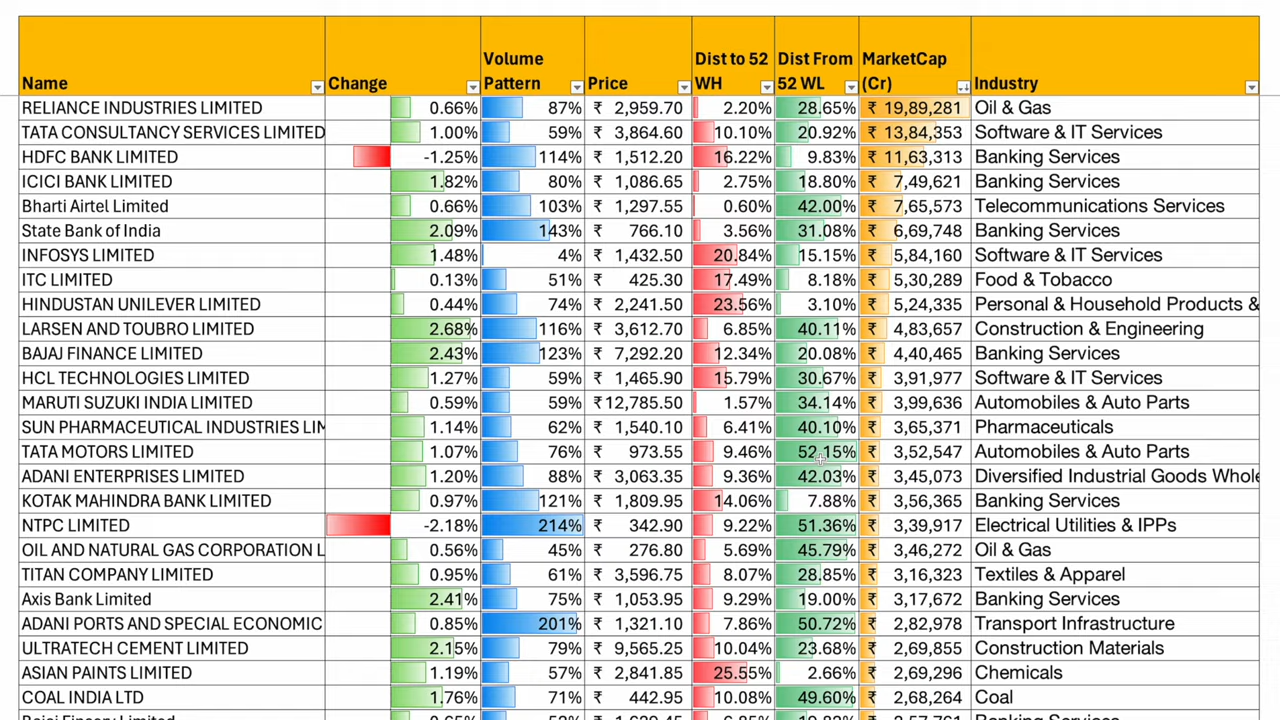 Name Change Volume Pattern Price Dist to 52 WH Dist From 52 WL MarketCap (Cr) Industry
RELIANCE INDUSTRIES LIMITED 0.66% 87% ₹ 2,959.70 2.20% 28.65% ₹ 19,89,281 Oil & Gas
TATA CONSULTANCY SERVICES LIMITED 1.00% 59% ₹ 3,864.60 10.10% 20.92% ₹ 13,84,353 Software & IT Services
HDFC BANK LIMITED -1.25% 114% ₹ 1,512.20 16.22% 9.83% ₹ 11,63,313 Banking Services
ICICI BANK LIMITED 1.82% 80% ₹ 1,086.65 2.75% 18.80% ₹ 7,49,621 Banking Services
Bharti Airtel Limited 0.66% 103% ₹ 1,297.55 0.60% 42.00% ₹ 7,65,573 Telecommunications Services
State Bank of India 2.09% 143% ₹ 766.10 3.56% 31.08% ₹ 6,69,748 Banking Services
INFOSYS LIMITED 1.48% 4% ₹ 1,432.50 20.84% 15.15% ₹ 5,84,160 Software & IT Services
ITC LIMITED 0.13% 51% ₹ 425.30 17.49% 8.18% ₹ 5,30,289 Food & Tobacco
HINDUSTAN UNILEVER LIMITED 0.44% 74% ₹ 2,241.50 23.56% 3.10% ₹ 5,24,335 Personal & Household Products &
LARSEN AND TOUBRO LIMITED 2.68% 116% ₹ 3,612.70 6.85% 40.11% ₹ 4,83,657 Construction & Engineering
BAJAJ FINANCE LIMITED 2.43% 123% ₹ 7,292.20 12.34% 20.08% ₹ 4,40,465 Banking Services
HCL TECHNOLOGIES LIMITED 1.27% 59% ₹ 1,465.90 15.79% 30.67% ₹ 3,91,977 Software & IT Services
MARUTI SUZUKI INDIA LIMITED 0.59% 59% ₹ 12,785.50 1.57% 34.14% ₹ 3,99,636 Automobiles & Auto Parts
SUN PHARMACEUTICAL INDUSTRIES LIM 1.14% 62% ₹ 1,540.10 6.41% 40.10% ₹ 3,65,371 Pharmaceuticals
TATA MOTORS LIMITED 1.07% 76% ₹ 973.55 9.46% 52.15% ₹ 3,52,547 Automobiles & Auto Parts
ADANI ENTERPRISES LIMITED 1.20% 88% ₹ 3,063.35 9.36% 42.03% ₹ 3,45,073 Diversified Industrial Goods Whole
KOTAK MAHINDRA BANK LIMITED 0.97% 121% ₹ 1,809.95 14.06% 7.88% ₹ 3,56,365 Banking Services
NTPC LIMITED -2.18% 214% ₹ 342.90 9.22% 51.36% ₹ 3,39,917 Electrical Utilities & IPPs
OIL AND NATURAL GAS CORPORATION L 0.56% 45% ₹ 276.80 5.69% 45.79% ₹ 3,46,272 Oil & Gas
TITAN COMPANY LIMITED 0.95% 61% ₹ 3,596.75 8.07% 28.85% ₹ 3,16,323 Textiles & Apparel
Axis Bank Limited 2.41% 75% ₹ 1,053.95 9.29% 19.00% ₹ 3,17,672 Banking Services
ADANI PORTS AND SPECIAL ECONOMIC 0.85% 201% ₹ 1,321.10 7.86% 50.72% ₹ 2,82,978 Transport Infrastructure
ULTRATECH CEMENT LIMITED 2.15% 79% ₹ 9,565.25 10.04% 23.68% ₹ 2,69,855 Construction Materials
ASIAN PAINTS LIMITED 1.19% 57% ₹ 2,841.85 25.55% 2.66% ₹ 2,69,296 Chemicals
COAL INDIA LTD 1.76% 71% ₹ 442.95 10.08% 49.60% ₹ 2,68,264 Coal